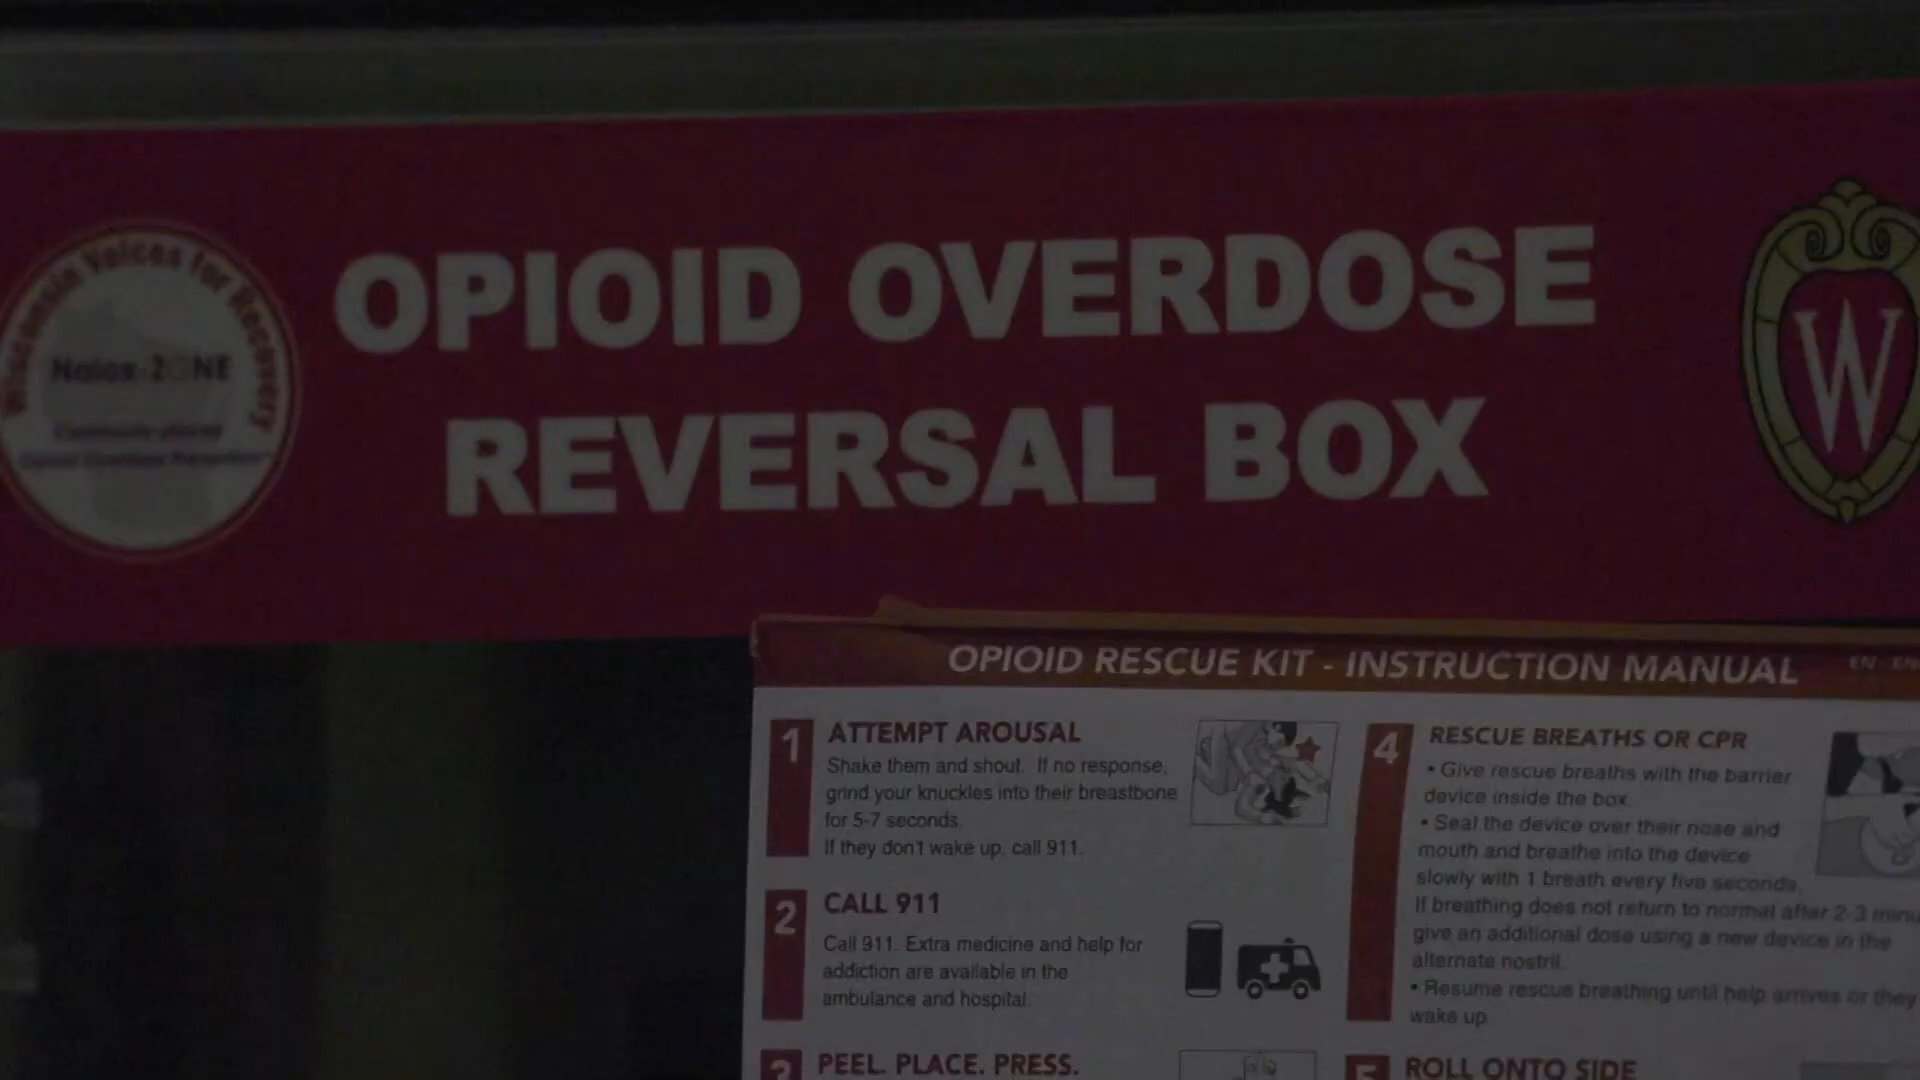 Wisconsin Voices for Recovery
Nalox-ZONE
OPIOID OVERDOSE
REVERSAL BOX
W
OPIOID RESCUE KIT - INSTRUCTION MANUAL
1
ATTEMPT AROUSAL
Shake them and shout. If no response,
grind your knuckles into their breastbone
for 5-7 seconds.
If they don't wake up, call 911.
2
CALL 911
Call 911. Extra medicine and help for
addiction are available in the
ambulance and hospital.
3
PEEL. PLACE. PRESS.
4
RESCUE BREATHS OR CPR
• Give rescue breaths with the barrier
device inside the box.
• Seal the device over their nose and
mouth and breathe into the device
slowly with 1 breath every five seconds.
If breathing does not return to normal after 2-3
give an additional dose using a new device in the
alternate nostril.
• Resume rescue breathing until help arrives or they
wake up.
5
ROLL ONTO SIDE